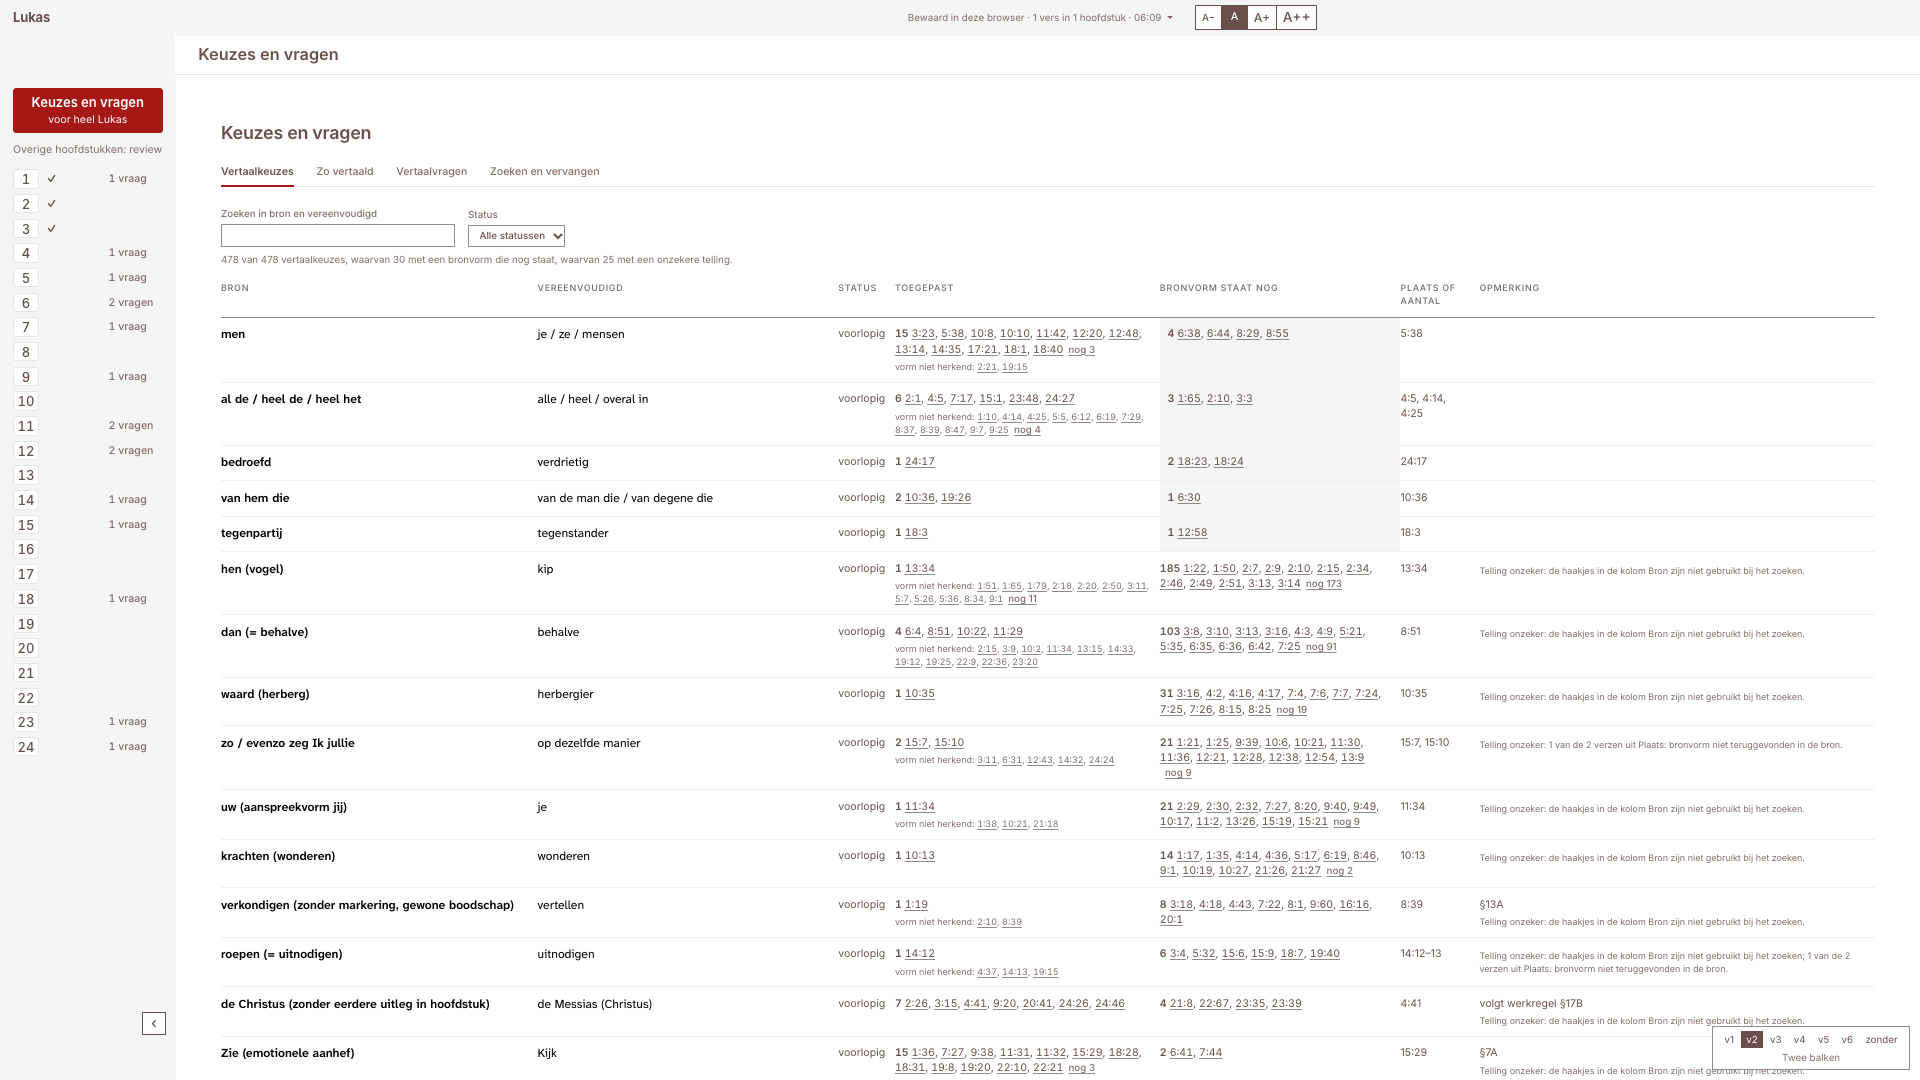 Lukas
Bewaard in deze browser · 1 vers in 1 hoofdstuk · 06:09
A− A A+ A++
Keuzes en vragen
Keuzes en vragen
voor heel Lukas
Overige hoofdstukken: review
1 1 vraag
2
3
4 1 vraag
5 1 vraag
6 2 vragen
7 1 vraag
8
9 1 vraag
10
11 2 vragen
12 2 vragen
13
14 1 vraag
15 1 vraag
16
17
18 1 vraag
19
20
21
22
23 1 vraag
24 1 vraag
Keuzes en vragen
Vertaalkeuzes Zo vertaald Vertaalvragen Zoeken en vervangen
Zoeken in bron en vereenvoudigd Status
Alle statussen
478 van 478 vertaalkeuzes, waarvan 30 met een bronvorm die nog staat, waarvan 25 met een onzekere telling.
BRON VEREENVOUDIGD STATUS TOEGEPAST BRONVORM STAAT NOG PLAATS OF AANTAL OPMERKING
men je / ze / mensen voorlopig 15 3:23, 5:38, 10:8, 10:10, 11:42, 12:20, 12:48, 4 6:38, 6:44, 8:29, 8:55 5:38
13:14, 14:35, 17:21, 18:1, 18:40 nog 3
vorm niet herkend: 2:21, 19:15
al de / heel de / heel het alle / heel / overal in voorlopig 6 2:1, 4:5, 7:17, 15:1, 23:48, 24:27 3 1:65, 2:10, 3:3 4:5, 4:14,
4:25
vorm niet herkend: 1:10, 4:14, 4:25, 5:5, 6:12, 6:19, 7:29,
8:37, 8:39, 8:47, 9:7, 9:25 nog 4
bedroefd verdrietig voorlopig 1 24:17 2 18:23, 18:24 24:17
van hem die van de man die / van degene die voorlopig 2 10:36, 19:26 1 6:30 10:36
tegenpartij tegenstander voorlopig 1 18:3 1 12:58 18:3
hen (vogel) kip voorlopig 1 13:34 185 1:22, 1:50, 2:7, 2:9, 2:10, 2:15, 2:34, 13:34 Telling onzeker: de haakjes in de kolom Bron zijn niet gebruikt bij het zoeken.
2:46, 2:49, 2:51, 3:13, 3:14 nog 173
vorm niet herkend: 1:51, 1:65, 1:79, 2:18, 2:20, 2:50, 3:11,
5:7, 5:26, 5:36, 8:34, 9:1 nog 11
dan (= behalve) behalve voorlopig 4 6:4, 8:51, 10:22, 11:29 103 3:8, 3:10, 3:13, 3:16, 4:3, 4:9, 5:21, 8:51 Telling onzeker: de haakjes in de kolom Bron zijn niet gebruikt bij het zoeken.
5:35, 6:35, 6:36, 6:42, 7:25 nog 91
vorm niet herkend: 2:15, 3:9, 10:2, 11:34, 13:15, 14:33,
19:12, 19:25, 22:9, 22:36, 23:20
waard (herberg) herbergier voorlopig 1 10:35 31 3:16, 4:2, 4:16, 4:17, 7:4, 7:6, 7:7, 7:24, 10:35 Telling onzeker: de haakjes in de kolom Bron zijn niet gebruikt bij het zoeken.
7:25, 7:26, 8:15, 8:25 nog 19
zo / evenzo zeg Ik jullie op dezelfde manier voorlopig 2 15:7, 15:10 21 1:21, 1:25, 9:39, 10:6, 10:21, 11:30, 15:7, 15:10 Telling onzeker: 1 van de 2 verzen uit Plaats: bronvorm niet teruggevonden in de bron.
11:36, 12:21, 12:28, 12:38, 12:54, 13:9
nog 9
vorm niet herkend: 3:11, 6:31, 12:43, 14:32, 24:24
uw (aanspreekvorm jij) je voorlopig 1 11:34 21 2:29, 2:30, 2:32, 7:27, 8:20, 9:40, 9:49, 11:34 Telling onzeker: de haakjes in de kolom Bron zijn niet gebruikt bij het zoeken.
10:17, 11:2, 13:26, 15:19, 15:21 nog 9
vorm niet herkend: 1:38, 10:21, 21:18
krachten (wonderen) wonderen voorlopig 1 10:13 14 1:17, 1:35, 4:14, 4:36, 5:17, 6:19, 8:46, 10:13 Telling onzeker: de haakjes in de kolom Bron zijn niet gebruikt bij het zoeken.
9:1, 10:19, 10:27, 21:26, 21:27 nog 2
verkondigen (zonder markering, gewone boodschap) vertellen voorlopig 1 1:19 8 3:18, 4:18, 4:43, 7:22, 8:1, 9:60, 16:16, 8:39 §13A
20:1
vorm niet herkend: 2:10, 8:39 Telling onzeker: de haakjes in de kolom Bron zijn niet gebruikt bij het zoeken.
roepen (= uitnodigen) uitnodigen voorlopig 1 14:12 6 3:4, 5:32, 15:6, 15:9, 18:7, 19:40 14:12–13 Telling onzeker: de haakjes in de kolom Bron zijn niet gebruikt bij het zoeken; 1 van de 2
verzen uit Plaats: bronvorm niet teruggevonden in de bron.
vorm niet herkend: 4:37, 14:13, 19:15
de Christus (zonder eerdere uitleg in hoofdstuk) de Messias (Christus) voorlopig 7 2:26, 3:15, 4:41, 9:20, 20:41, 24:26, 24:46 4 21:8, 22:67, 23:35, 23:39 4:41 volgt werkregel §17B
Telling onzeker: de haakjes in de kolom Bron zijn niet gebruikt bij het zoeken.
Zie (emotionele aanhef) Kijk voorlopig 15 1:36, 7:27, 9:38, 11:31, 11:32, 15:29, 18:28, 2 6:41, 7:44 15:29 §7A
18:31, 19:8, 19:20, 22:10, 22:21 nog 3
Telling onzeker: de haakjes in de kolom Bron zijn niet gebruikt bij het zoeken.
v1 v2 v3 v4 v5 v6 zonder
Twee balken